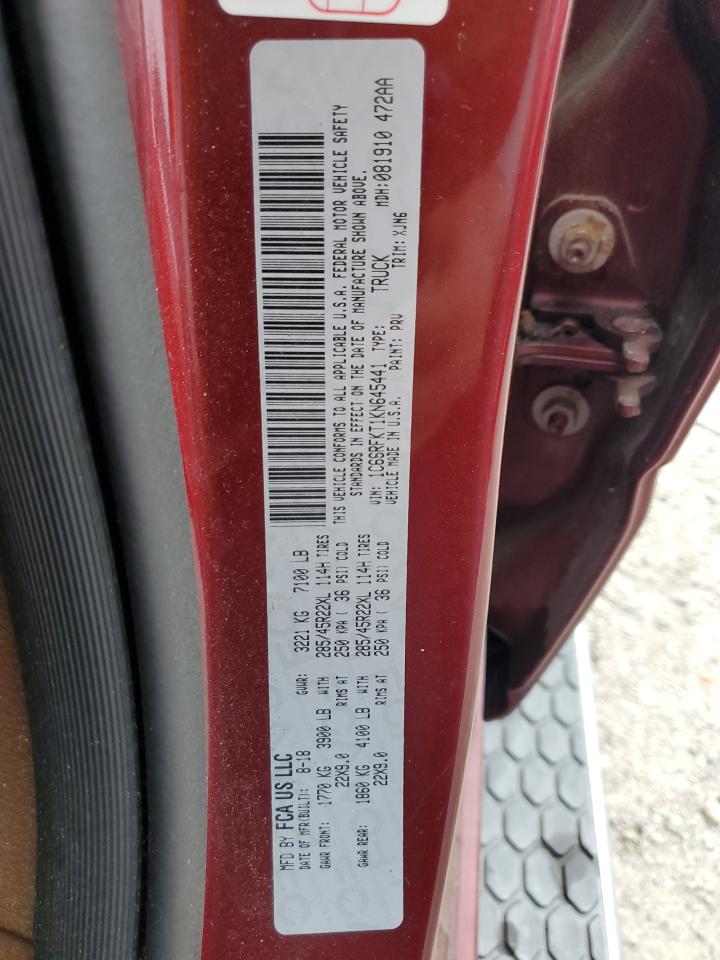 MFD BY FCA US LLC
DATE OF MFR(BUILT): 8-18 GVWR: 3221 KG 7100 LB
GAWR FRONT: 1770 KG 3900 LB WITH 285/45R22XL 114H TIRES
22X9.0 RIMS AT 250 KPA ( 36 PSI) COLD
GAWR REAR: 1860 KG 4100 LB WITH 285/45R22XL 114H TIRES
22X9.0 RIMS AT 250 KPA ( 36 PSI) COLD
THIS VEHICLE CONFORMS TO ALL APPLICABLE U.S.A. FEDERAL MOTOR VEHICLE SAFETY
STANDARDS IN EFFECT ON THE DATE OF MANUFACTURE SHOWN ABOVE.
VIN: 1C6SRFKT1KN645441 TYPE: TRUCK MDH:081910 472AA
VEHICLE MADE IN U.S.A. PAINT: PRV TRIM: XJN6